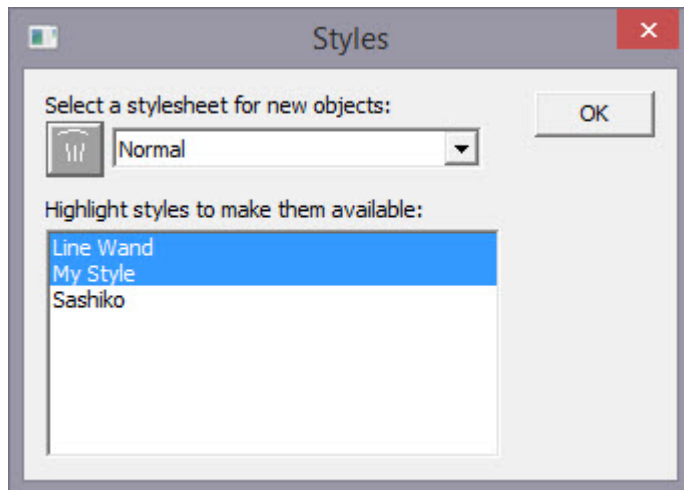 Styles
Select a stylesheet for new objects:
OK
Normal
Highlight styles to make them available:
Line Wand
My Style
Sashiko